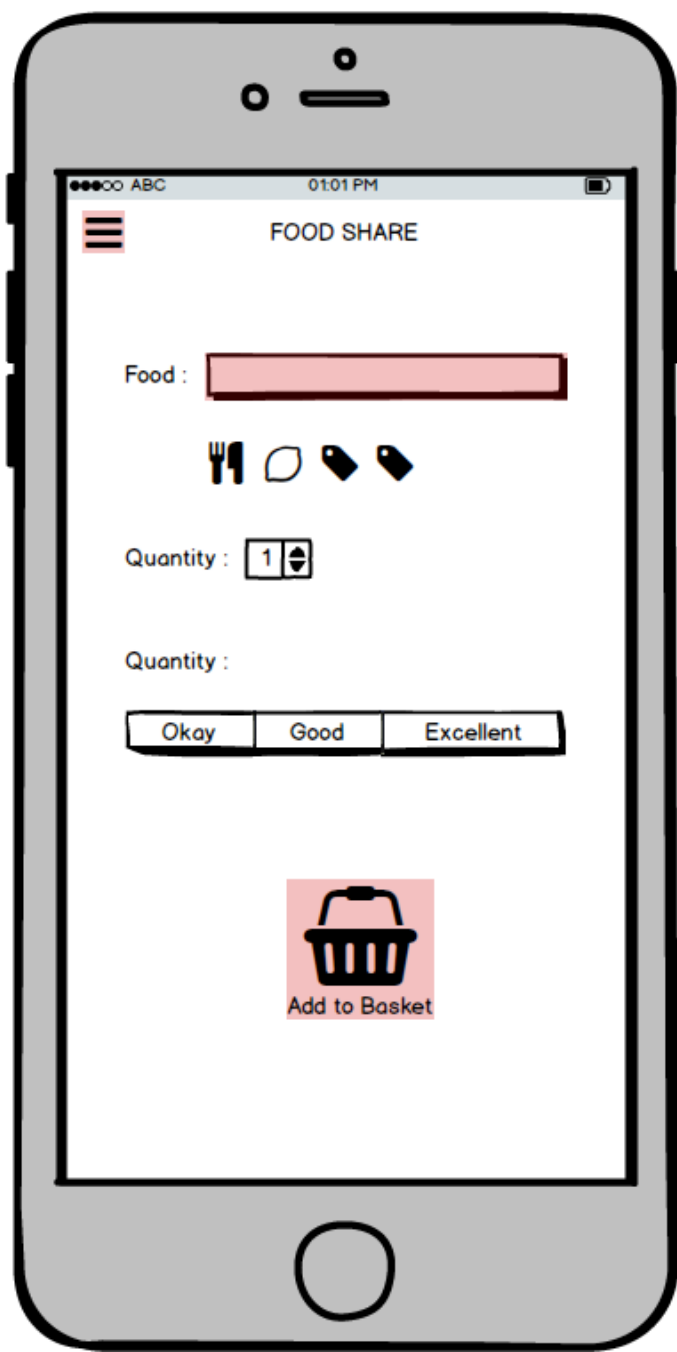 ABC 01:01 PM
FOOD SHARE
Food :
Quantity : 1
Quantity :
Okay Good Excellent
Add to Basket